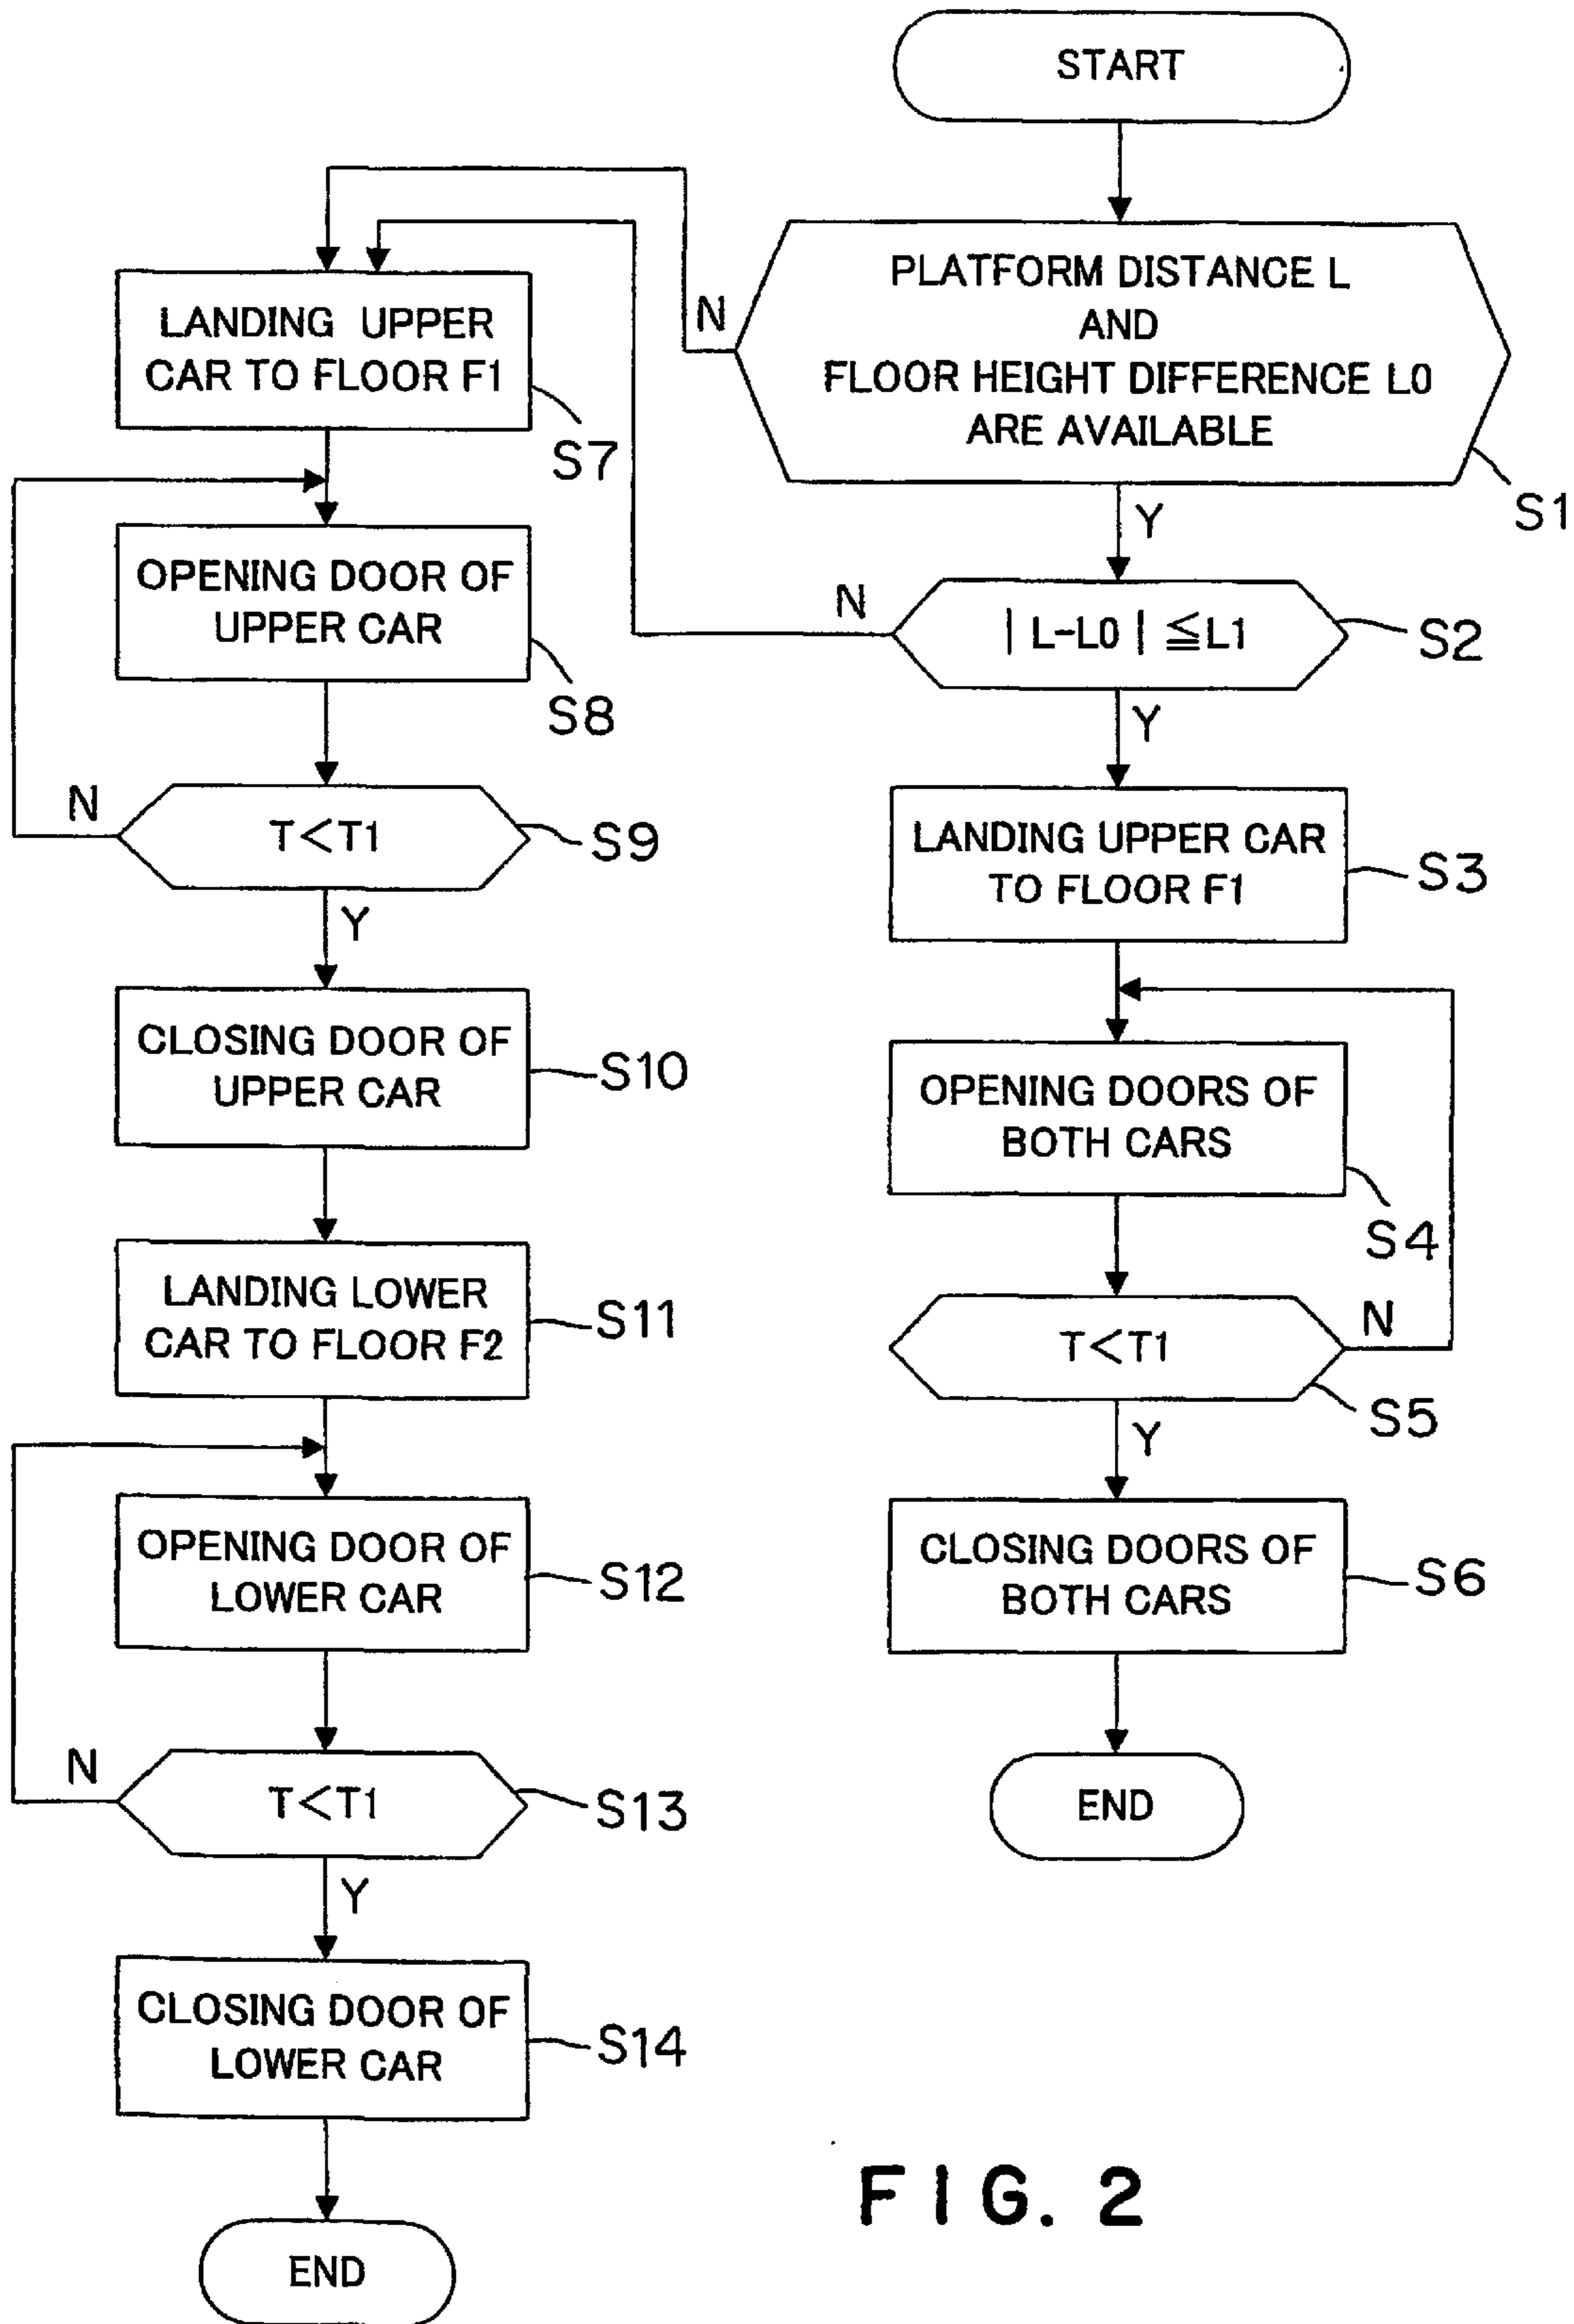 START
PLATFORM DISTANCE L
AND
FLOOR HEIGHT DIFFERENCE L0
ARE AVAILABLE
S1
N
Y
| L-L0 | ≦L1
S2
N
Y
LANDING UPPER CAR
TO FLOOR F1
S3
OPENING DOORS OF
BOTH CARS
S4
T<T1
S5
N
Y
CLOSING DOORS OF
BOTH CARS
S6
END
LANDING UPPER
CAR TO FLOOR F1
S7
OPENING DOOR OF
UPPER CAR
S8
T<T1
S9
N
Y
CLOSING DOOR OF
UPPER CAR
S10
LANDING LOWER
CAR TO FLOOR F2
S11
OPENING DOOR OF
LOWER CAR
S12
T<T1
S13
N
Y
CLOSING DOOR OF
LOWER CAR
S14
END
FIG. 2